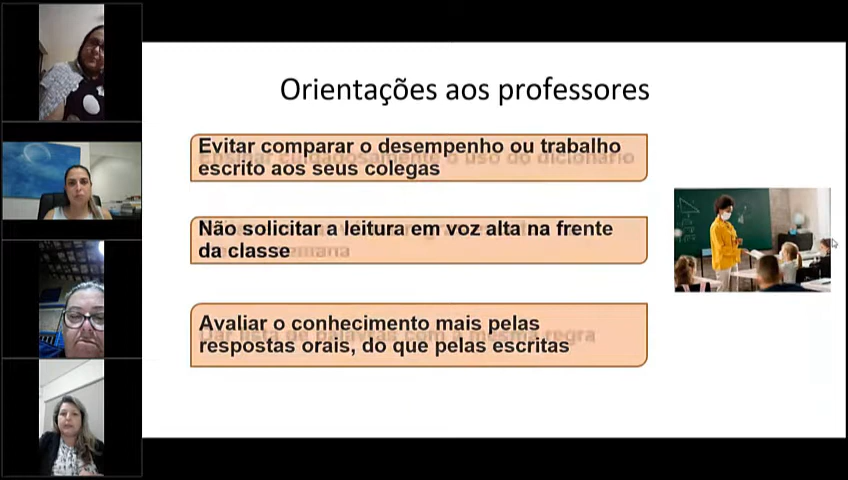 Orientações aos professores
Evitar comparar o desempenho ou trabalho
escrito aos seus colegas
Não solicitar a leitura em voz alta na frente
da classe
Avaliar o conhecimento mais pelas
respostas orais, do que pelas escritas